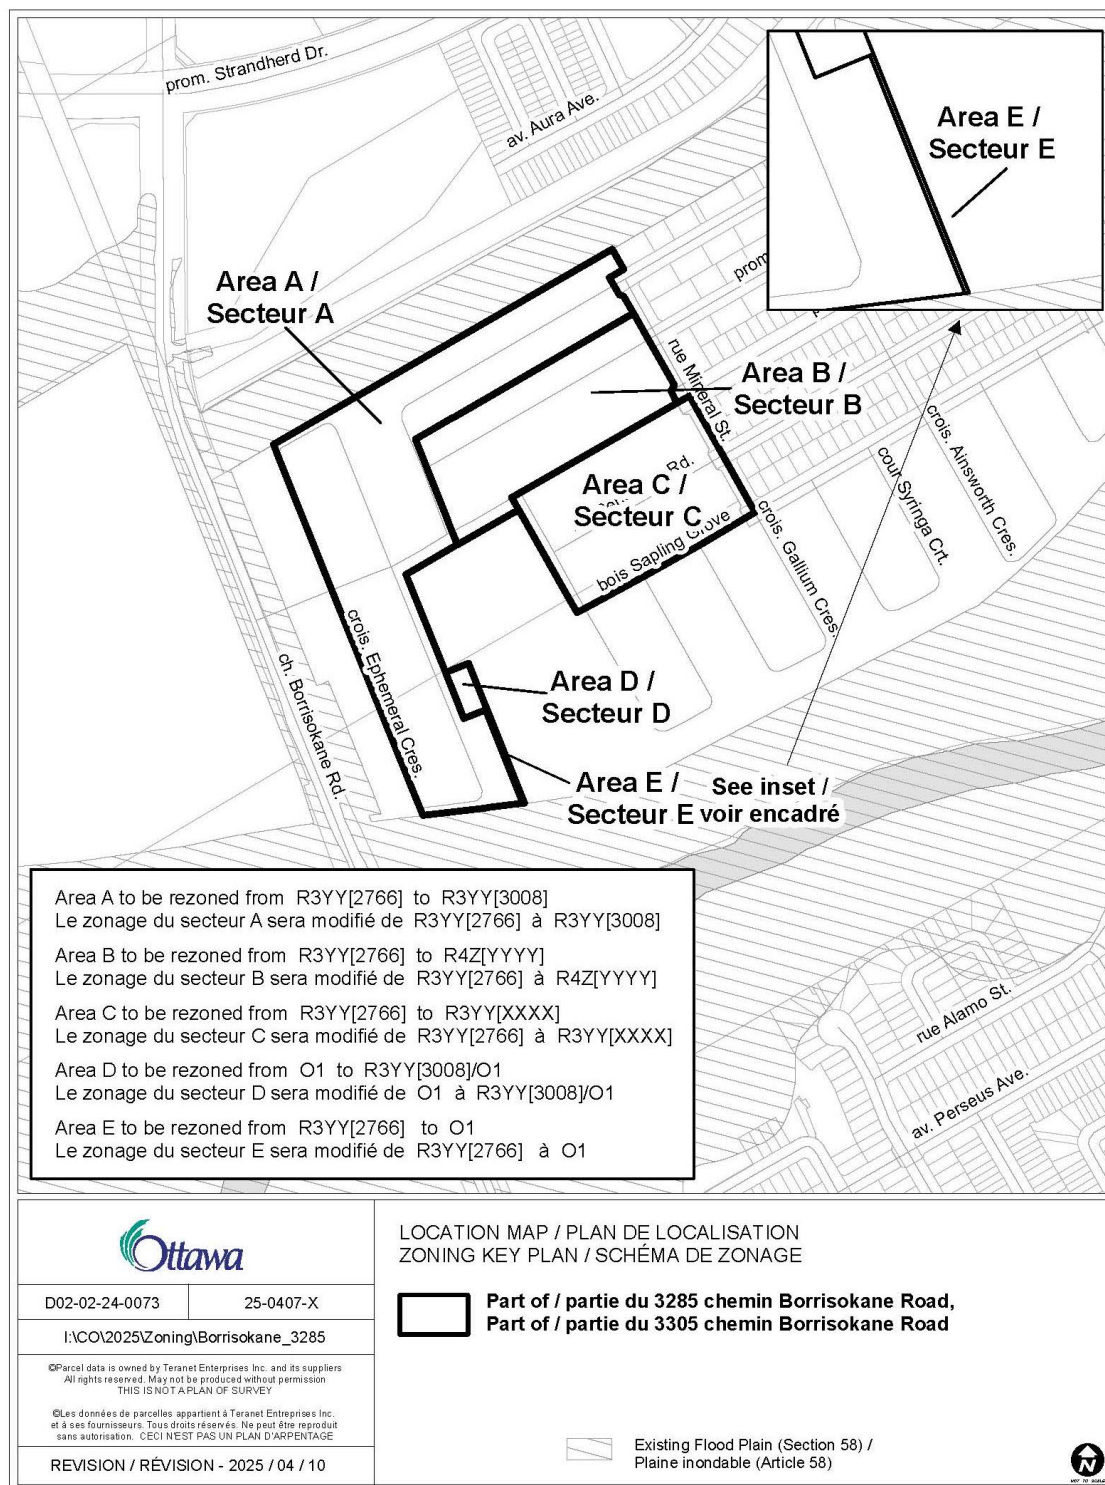 prom. Strandherd Dr.
av. Aura Ave.
Area E /
Secteur E
Area A /
Secteur A
prom.
rue Mineral St.
Area B /
Secteur B
crois. Ainsworth Cres.
cour Syringa Crt.
Rd.
Area C /
Secteur C
bois Sapling Grove
crois. Gallium Cres.
crois. Ephemeral Cres.
ch. Borrisokane Rd.
Area D /
Secteur D
Area E /
Secteur E
See inset /
voir encadré
Area A to be rezoned from R3YY[2766] to R3YY[3008]
Le zonage du secteur A sera modifié de R3YY[2766] à R3YY[3008]
Area B to be rezoned from R3YY[2766] to R4Z[YYYY]
Le zonage du secteur B sera modifié de R3YY[2766] à R4Z[YYYY]
Area C to be rezoned from R3YY[2766] to R3YY[XXXX]
Le zonage du secteur C sera modifié de R3YY[2766] à R3YY[XXXX]
Area D to be rezoned from O1 to R3YY[3008]/O1
Le zonage du secteur D sera modifié de O1 à R3YY[3008]/O1
Area E to be rezoned from R3YY[2766] to O1
Le zonage du secteur E sera modifié de R3YY[2766] à O1
rue Alamo St.
av. Perseus Ave.
Ottawa
D02-02-24-0073
25-0407-X
I:\CO\2025\Zoning\Borrisokane_3285
©Parcel data is owned by Teranet Enterprises Inc. and its suppliers
All rights reserved. May not be produced without permission
THIS IS NOT A PLAN OF SURVEY
©Les données de parcelles appartient à Teranet Entreprises Inc.
et à ses fournisseurs. Tous droits réservés. Ne peut être reproduit
sans autorisation. CECI N'EST PAS UN PLAN D'ARPENTAGE
REVISION / RÉVISION - 2025 / 04 / 10
LOCATION MAP / PLAN DE LOCALISATION
ZONING KEY PLAN / SCHÉMA DE ZONAGE
Part of / partie du 3285 chemin Borrisokane Road,
Part of / partie du 3305 chemin Borrisokane Road
Existing Flood Plain (Section 58) /
Plaine inondable (Article 58)
N
NOT TO SCALE